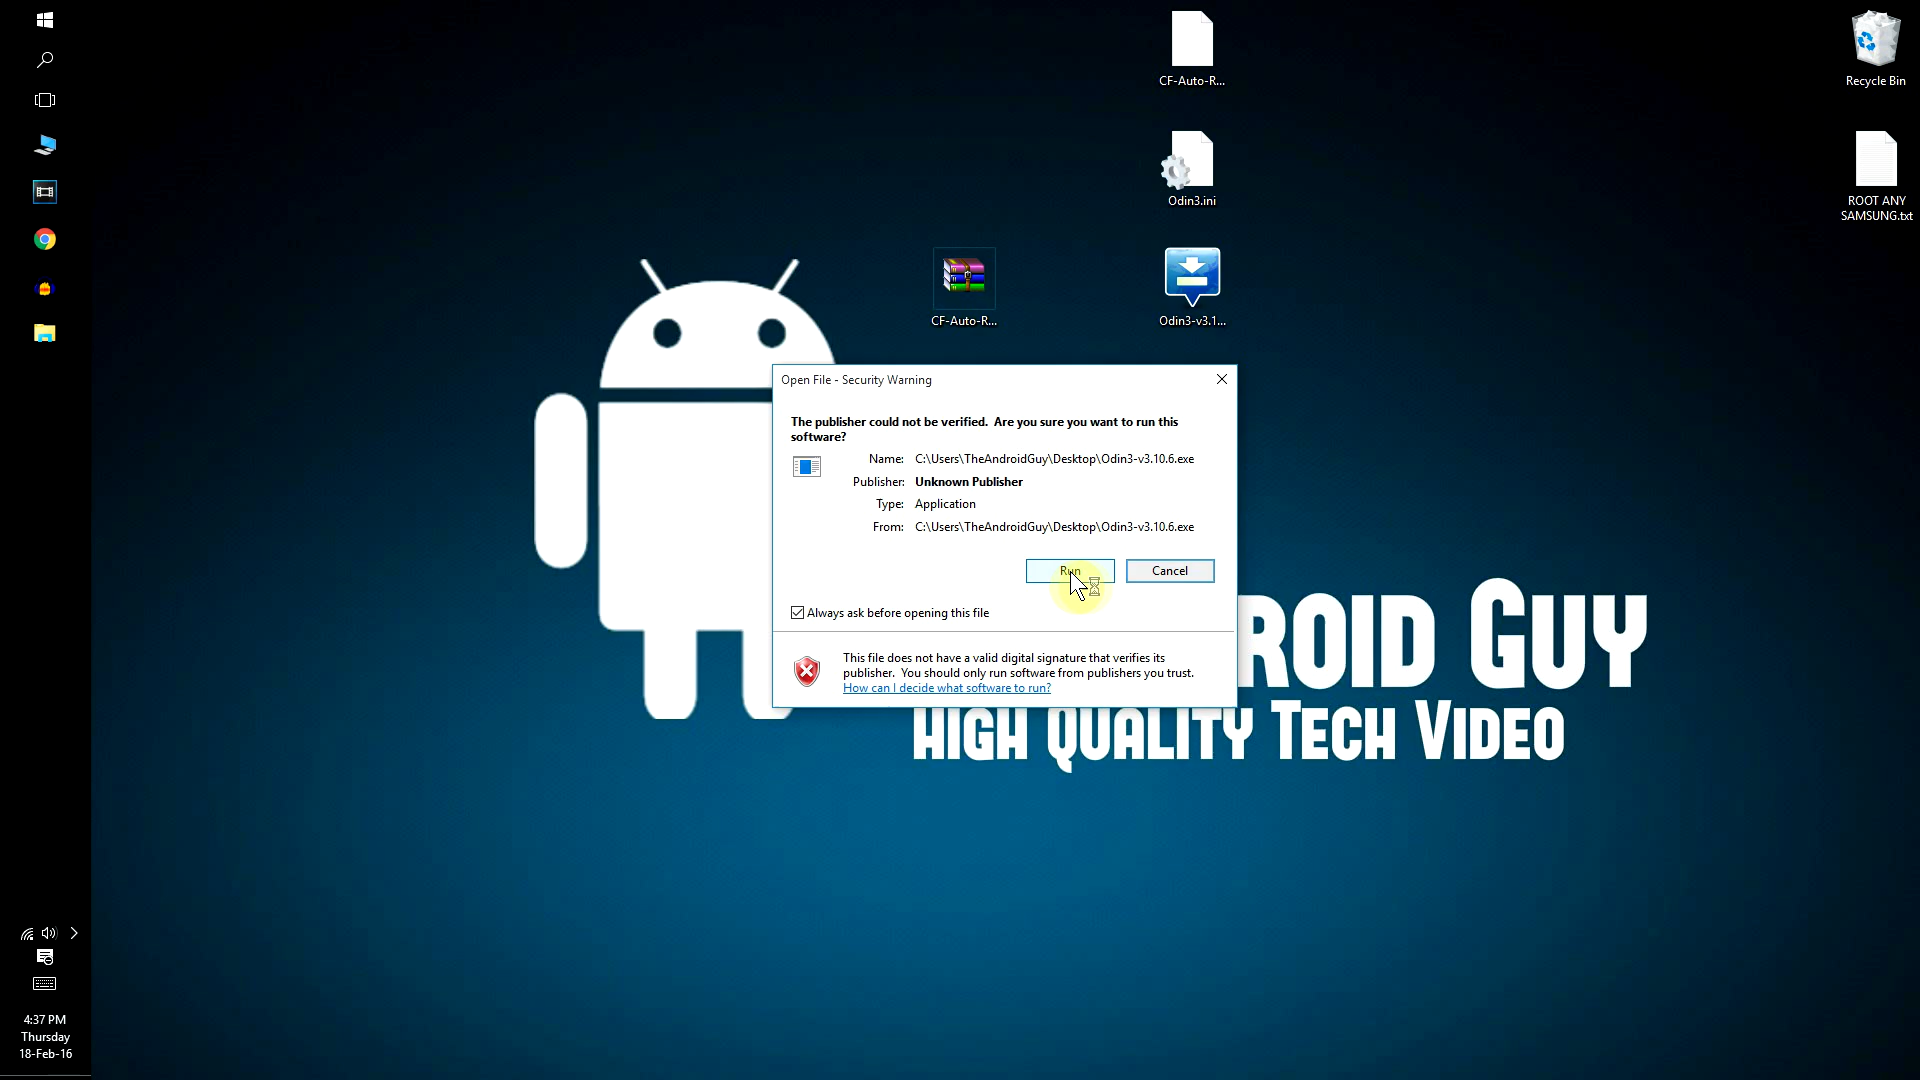 CF-Auto-R...
Recycle Bin
Odin3.ini
ROOT ANY
SAMSUNG.txt
CF-Auto-R...
Odin3-v3.1...
Open File - Security Warning
The publisher could not be verified. Are you sure you want to run this
software?
Name: C:\Users\TheAndroidGuy\Desktop\Odin3-v3.10.6.exe
Publisher: Unknown Publisher
Type: Application
From: C:\Users\TheAndroidGuy\Desktop\Odin3-v3.10.6.exe
Run Cancel
Always ask before opening this file
This file does not have a valid digital signature that verifies its
publisher. You should only run software from publishers you trust.
How can I decide what software to run?
ROID GUY
HIGH QUALITY TECH VIDEO
4:37 PM
Thursday
18-Feb-16